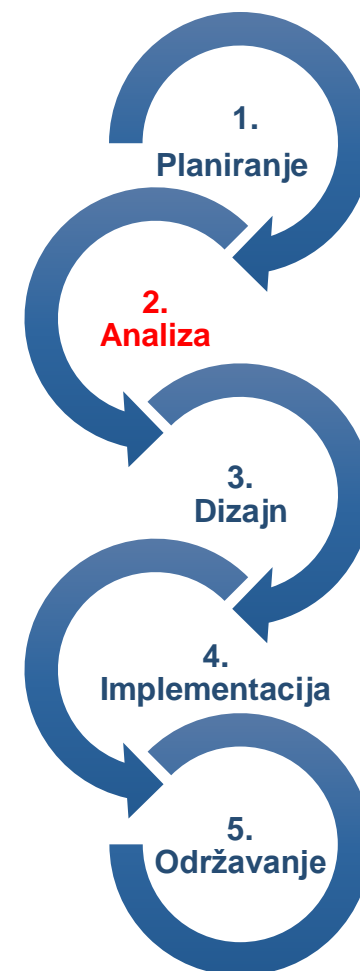 1.
Planiranje
2.
Analiza
3.
Dizajn
4.
Implementacija
5.
Održavanje